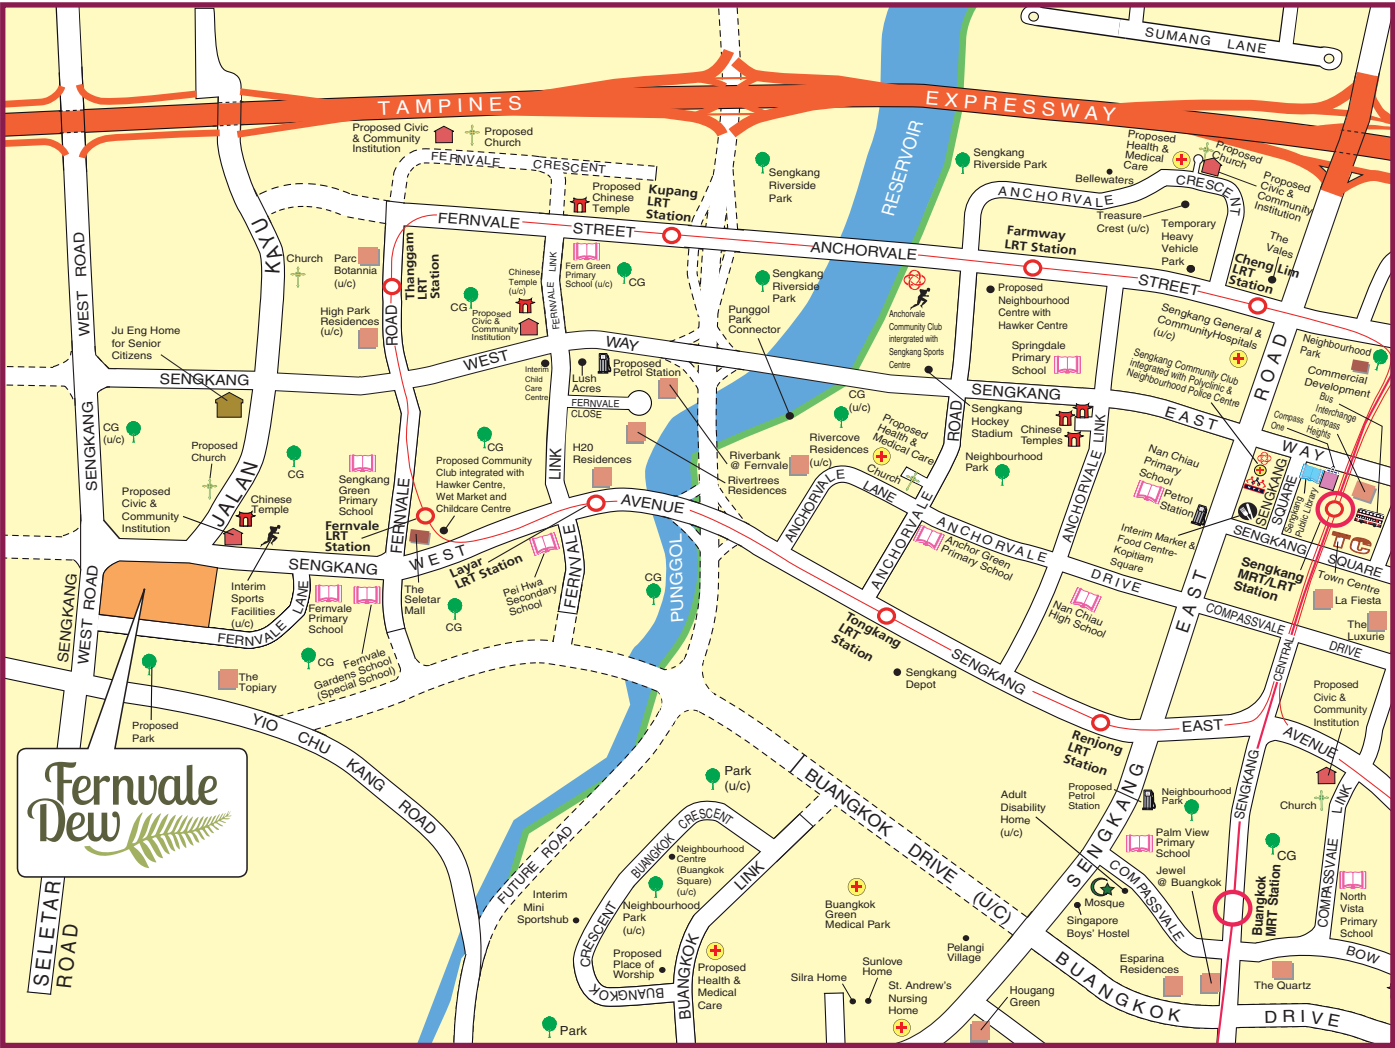 SUMANG LANE
TAMPINES
EXPRESSWAY
Proposed Civic
& Community
Institution
Proposed
Church
FERNVALE CRESCENT
Proposed
Chinese
Temple
Kupang
LRT
Station
Sengkang
Riverside
Park
RESERVOIR
Sengkang
Riverside Park
Proposed
Health &
Medical
Care
Bellewaters
Proposed
Church
Proposed
Civic &
Community
Institution
ANCHORVALE
CRESCENT
Treasure
Crest (u/c)
Temporary
Heavy
Vehicle
Park
The
Vales
Cheng Lim
LRT
Station
Farmway
LRT Station
FERNVALE
STREET
ANCHORVALE
STREET
WEST ROAD
KAYU
Church
Parc
Botannia
(u/c)
Thanggam
LRT
Station
High Park
Residences
(u/c)
ROAD
CG
Chinese
Temple
(u/c)
Proposed
Civic &
Community
Institution
FERNVALE LINK
Fern Green
Primary
School (u/c)
CG
Sengkang
Riverside
Park
Punggol
Park
Connector
Anchorvale
Community Club
intergrated with
Sengkang Sports
Centre
Proposed
Neighbourhood
Centre with
Hawker Centre
Springdale
Primary
School
Sengkang General &
CommunityHospitals
(u/c)
Sengkang Community Club
integrated with Polyclinic &
Neighbourhood Police Centre
ROAD
Neighbourhood
Park
Commercial
Development
Bus
Interchange
Compass
One
Compass
Heights
Ju Eng Home
for Senior
Citizens
SENGKANG
WEST
WAY
Interim
Child
Care
Centre
Lush
Acres
Proposed
Petrol Station
FERNVALE
CLOSE
SENGKANG
EAST
WAY
SENGKANG
CG
(u/c)
Proposed
Church
CG
CG
Proposed Community
Club integrated with
Hawker Centre,
Wet Market and
Childcare Centre
LINK
H20
Residences
Riverbank
@ Fernvale
Rivertrees
Residences
CG
(u/c)
Rivercove
Residences
(u/c)
Proposed
Health &
Medical Care
Church
ROAD
Sengkang
Hockey
Stadium
Neighbourhood
Park
Chinese
Temples
ANCHORVALE LINK
Nan Chiau
Primary
School
Petrol
Station
SENGKANG
SQUARE
Sengkang
Public Library
Proposed
Civic &
Community
Institution
JALAN
Chinese
Temple
Sengkang
Green
Primary
School
Fernvale
LRT
Station
FERNVALE
AVENUE
ANCHORVALE
LANE
ANCHORVALE
ANCHORVALE
DRIVE
Anchor Green
Primary School
Interim Market &
Food Centre-
Kopitiam
Square
SENGKANG
SQUARE
TC
Town Centre
Sengkang
MRT/LRT
Station
La Fiesta
The
Luxurie
SENGKANG
WEST ROAD
SENGKANG
WEST
Layar
LRT Station
FERNVALE
PUNGGOL
CG
Interim
Sports
Facilities
(u/c)
LANE
FERNVALE
Fernvale
Primary
School
The
Seletar
Mall
CG
Pei Hwa
Secondary
School
Nan Chiau
High School
EAST
COMPASSVALE
DRIVE
CENTRAL
Proposed
Park
The
Topiary
CG
Fernvale
Gardens School
(Special School)
Tongkang
LRT
Station
Sengkang
Depot
SENGKANG
Renjong
LRT
Station
EAST
AVENUE
Proposed
Civic &
Community
Institution
YIO CHU KANG ROAD
Fernvale
Dew
SELETAR
ROAD
Park
(u/c)
BUANGKOK
DRIVE
(U/C)
Adult
Disability
Home
(u/c)
Proposed
Petrol
Station
Neighbourhood
Park
SENGKANG
SENGKANG
Church
LINK
COMPASSVALE
Palm View
Primary
School
Jewel
@ Buangkok
CG
COMPASSVALE
Mosque
Singapore
Boys' Hostel
Buangkok
MRT Station
North
Vista
Primary
School
BOW
FUTURE ROAD
Interim
Mini
Sportshub
BUANGKOK CRESCENT
Neighbourhood
Centre
(Buangkok
Square)
(u/c)
Neighbourhood
Park
(u/c)
LINK
CRESCENT
Proposed
Place of
Worship
BUANGKOK
BUANGKOK
Proposed
Health &
Medical
Care
Buangkok
Green
Medical Park
Pelangi
Village
Silra Home
Sunlove
Home
St. Andrew's
Nursing
Home
Hougang
Green
Esparina
Residences
The Quartz
BUANGKOK
DRIVE
Park